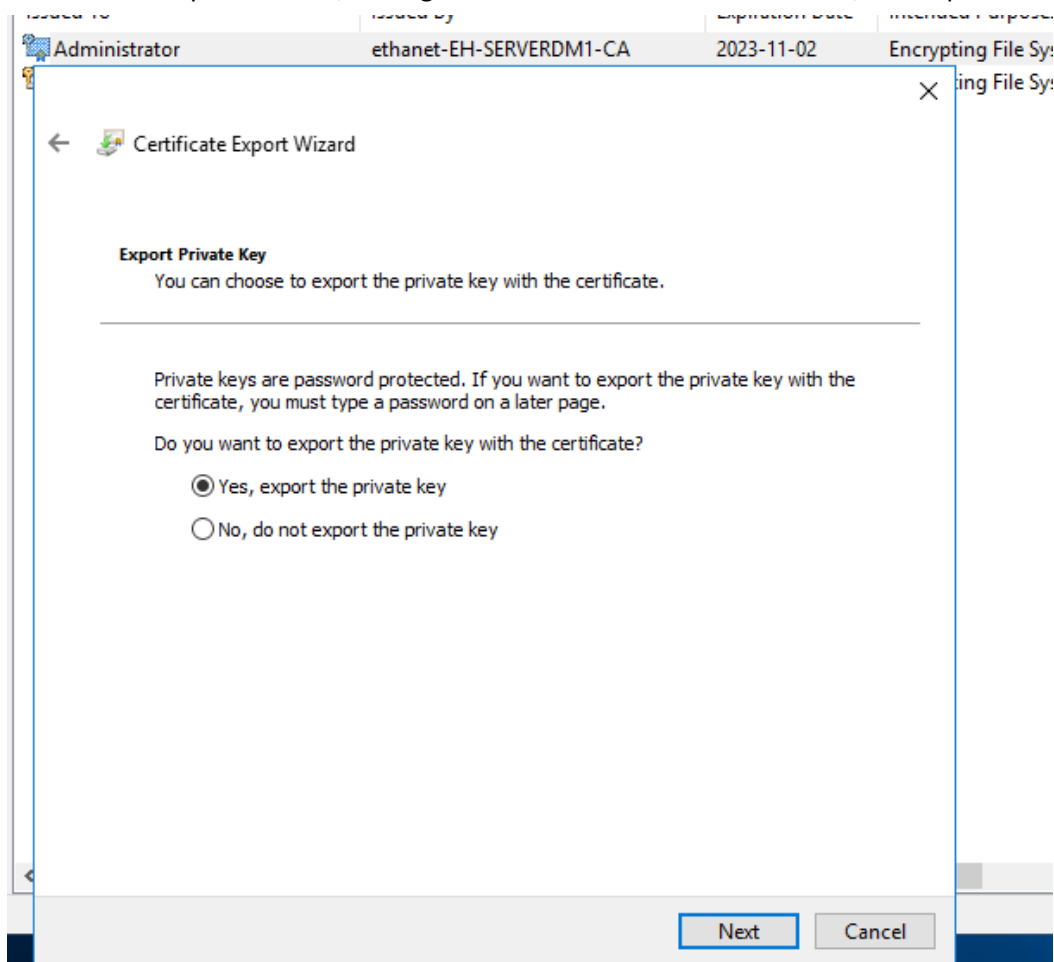 Administrator ethanet-EH-SERVERDM1-CA 2023-11-02 Encrypting File Sys
ing File Sys
Certificate Export Wizard
Export Private Key
You can choose to export the private key with the certificate.
Private keys are password protected. If you want to export the private key with the
certificate, you must type a password on a later page.
Do you want to export the private key with the certificate?
Yes, export the private key
No, do not export the private key
Next Cancel